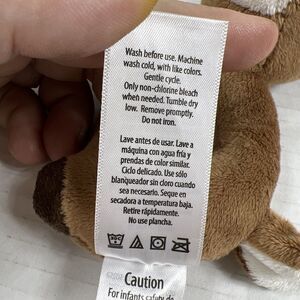 Wash before use. Machine
wash cold, with like colors.
Gentle cycle.
Only non-chlorine bleach
when needed. Tumble dry
low. Remove promptly.
Do not iron.
Lave antes de usar. Lave a
máquina con agua fría y
prendas de color similar.
Ciclo delicado. Use sólo
blanqueador sin cloro cuando
sea necesario. Seque en
secadora a temperatura baja.
Retire rápidamente.
No use plancha.
Caution
For infants safety